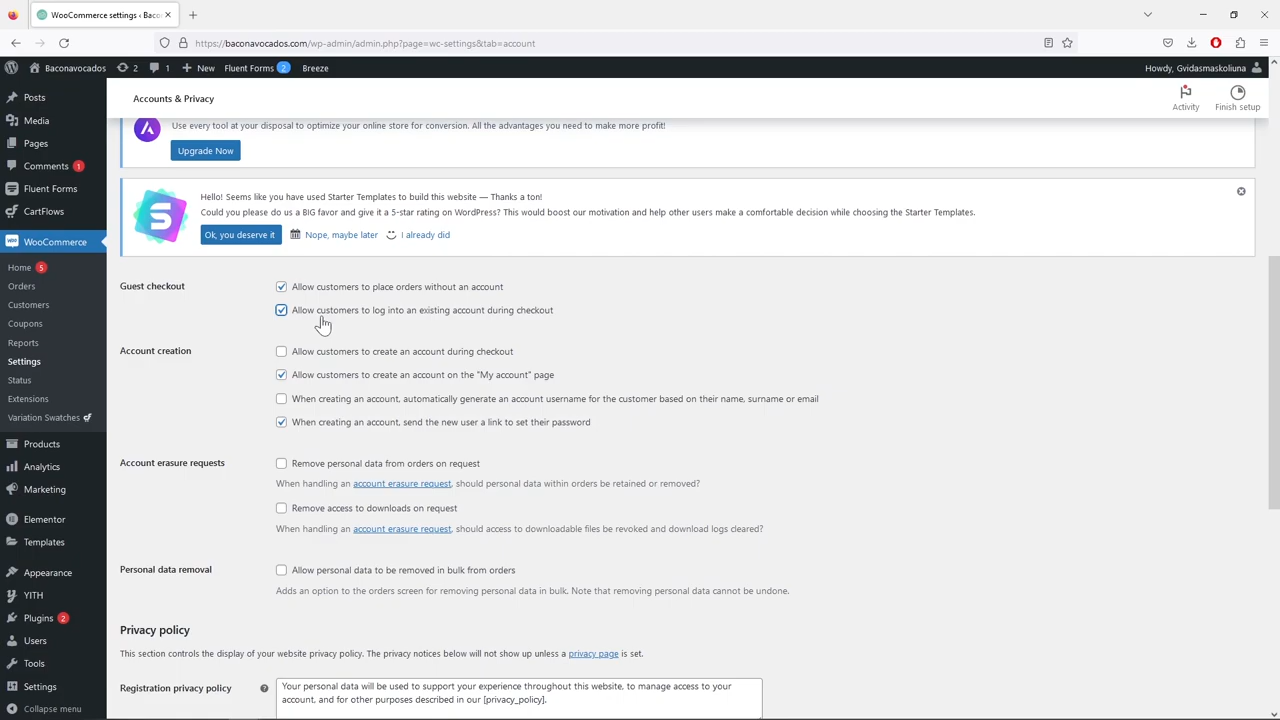 WooCommerce settings ‹ Baco
https://baconavocados.com/wp-admin/admin.php?page=wc-settings&tab=account
Baconavocados
2
1
New
Fluent Forms 2
Breeze
Howdy, Gvidasmaskoliuna
Posts
Media
Pages
Comments 1
Fluent Forms
CartFlows
WooCommerce
Home 5
Orders
Customers
Coupons
Reports
Settings
Status
Extensions
Variation Swatches
Products
Analytics
Marketing
Elementor
Templates
Appearance
YITH
Plugins 2
Users
Tools
Settings
Collapse menu
Accounts & Privacy
Activity
Finish setup
Use every tool at your disposal to optimize your online store for conversion. All the advantages you need to make more profit!
Upgrade Now
Hello! Seems like you have used Starter Templates to build this website — Thanks a ton!
Could you please do us a BIG favor and give it a 5-star rating on WordPress? This would boost our motivation and help other users make a comfortable decision while choosing the Starter Templates.
Ok, you deserve it
Nope, maybe later
I already did
Guest checkout
Allow customers to place orders without an account
Allow customers to log into an existing account during checkout
Account creation
Allow customers to create an account during checkout
Allow customers to create an account on the "My account" page
When creating an account, automatically generate an account username for the customer based on their name, surname or email
When creating an account, send the new user a link to set their password
Account erasure requests
Remove personal data from orders on request
When handling an account erasure request, should personal data within orders be retained or removed?
Remove access to downloads on request
When handling an account erasure request, should access to downloadable files be revoked and download logs cleared?
Personal data removal
Allow personal data to be removed in bulk from orders
Adds an option to the orders screen for removing personal data in bulk. Note that removing personal data cannot be undone.
Privacy policy
This section controls the display of your website privacy policy. The privacy notices below will not show up unless a privacy page is set.
Registration privacy policy
Your personal data will be used to support your experience throughout this website, to manage access to your
account, and for other purposes described in our [privacy_policy].